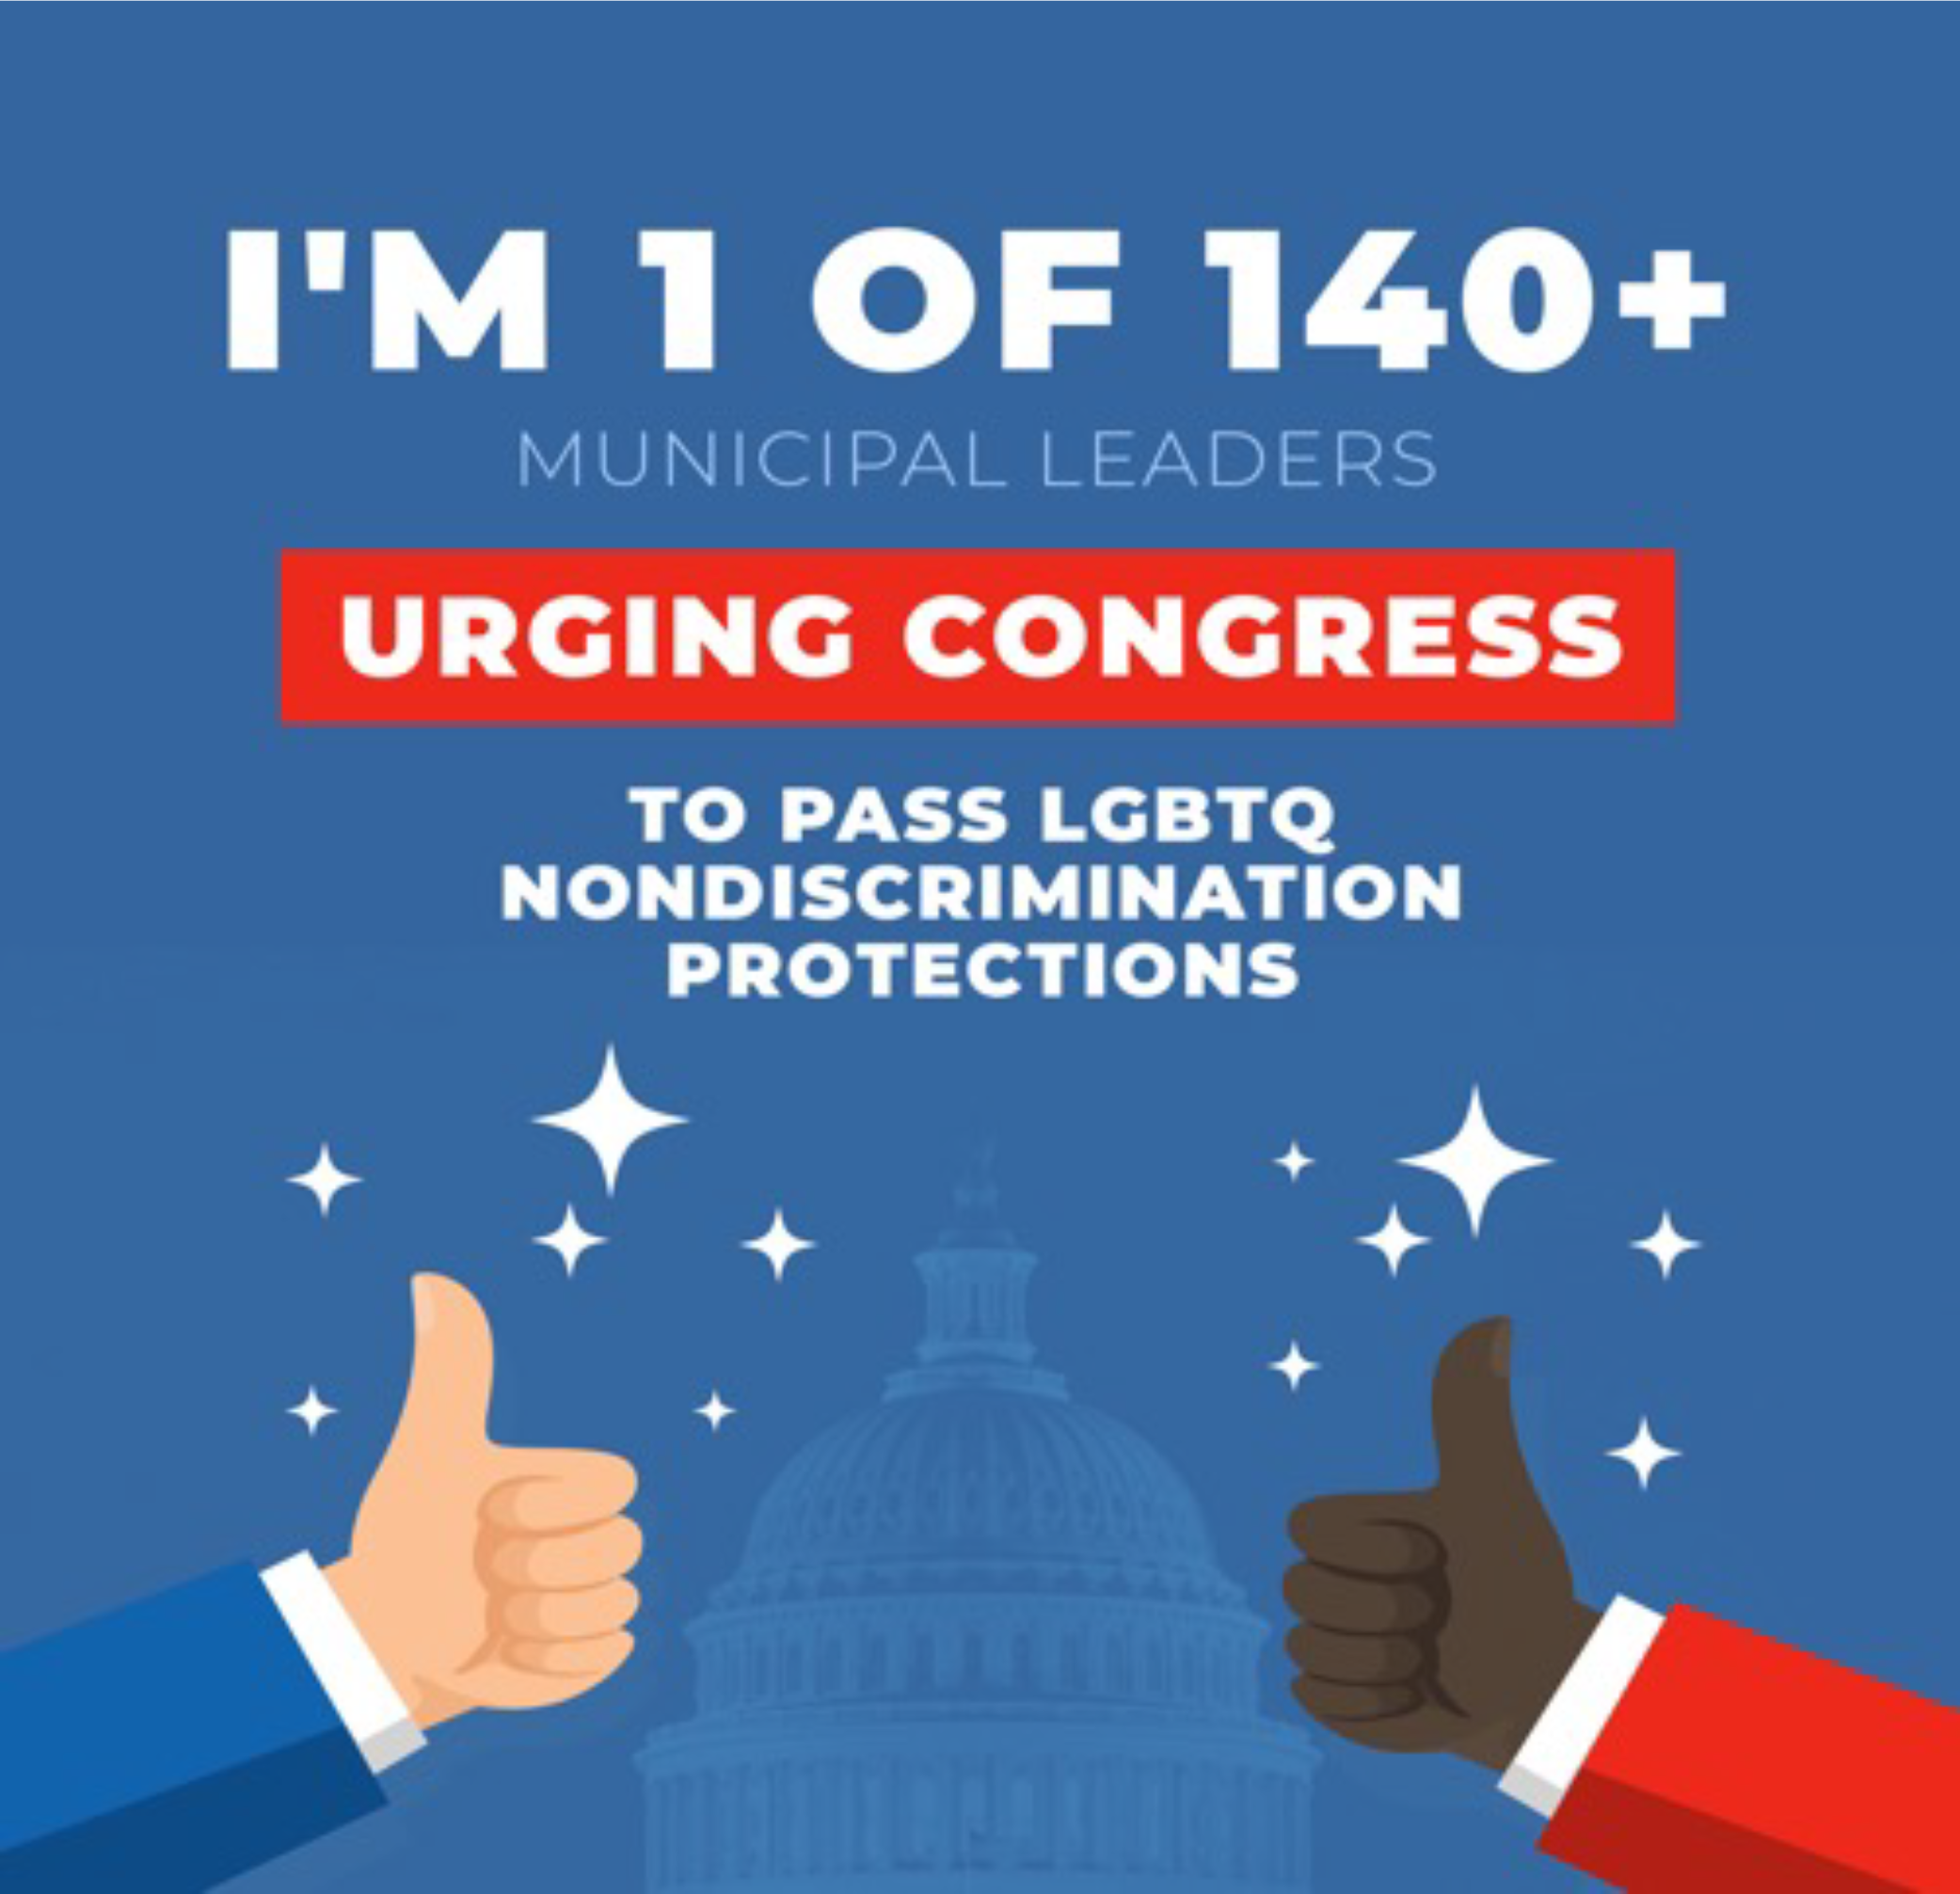 I'M 1 OF 140+
MUNICIPAL LEADERS
URGING CONGRESS
TO PASS LGBTQ
NONDISCRIMINATION
PROTECTIONS